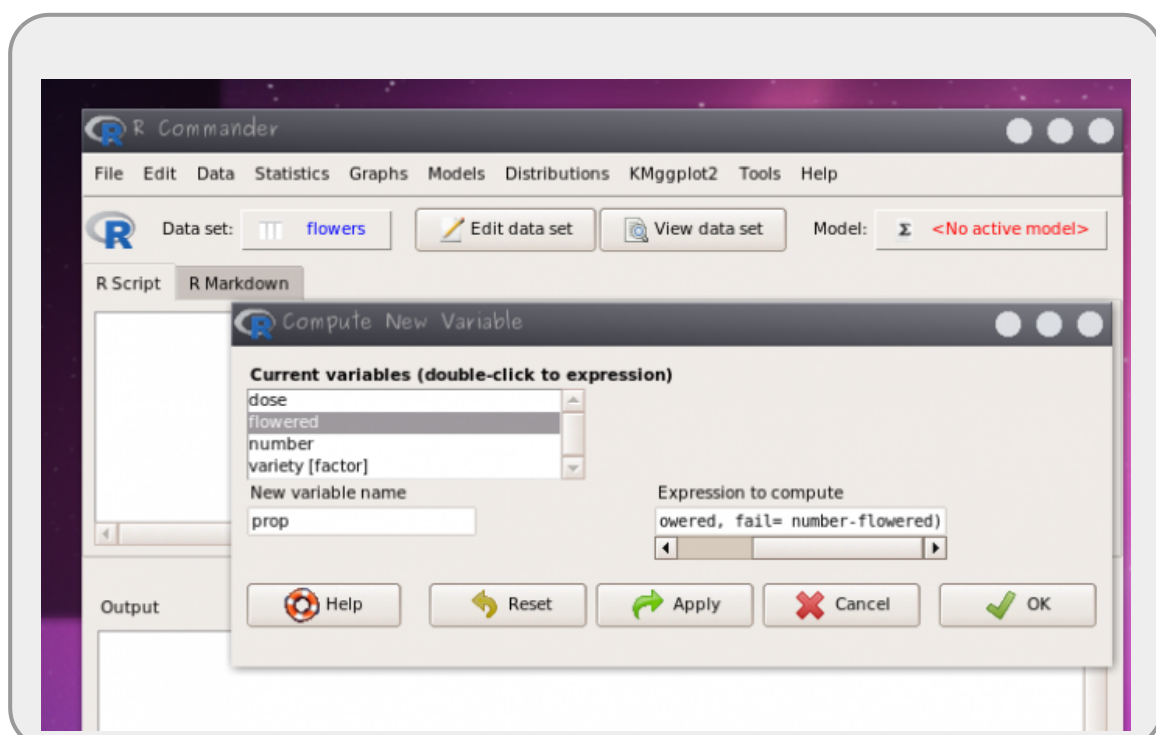 R Commander
File Edit Data Statistics Graphs Models Distributions KMggplot2 Tools Help
R Data set: flowers Edit data set View data set Model: Σ <No active model>
R Script R Markdown
R Compute New Variable
Current variables (double-click to expression)
dose
flowered
number
variety [factor]
New variable name Expression to compute
prop owered, fail= number-flowered)
Output Help Reset Apply Cancel OK